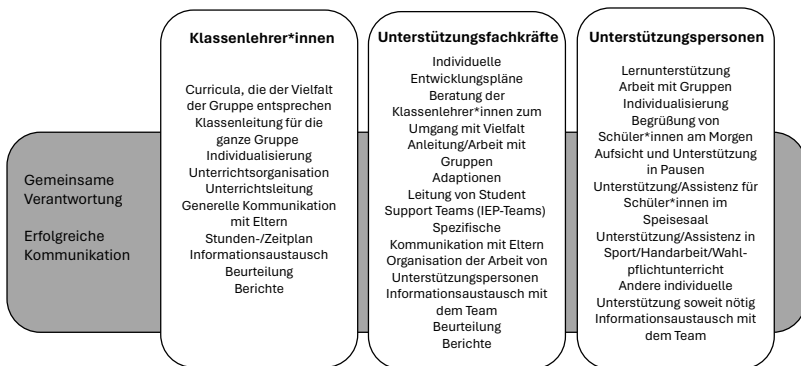 Gemeinsame
Verantwortung
Erfolgreiche
Kommunikation
Klassenlehrer*innen
Curricula, die der Vielfalt
der Gruppe entsprechen
Klassenleitung für die
ganze Gruppe
Individualisierung
Unterrichtsorganisation
Unterrichtsleitung
Generelle Kommunikation
mit Eltern
Stunden-/Zeitplan
Informationsaustausch
Beurteilung
Berichte
Unterstützungsfachkräfte
Individuelle
Entwicklungspläne
Beratung der
Klassenlehrer*innen zum
Umgang mit Vielfalt
Anleitung/Arbeit mit
Gruppen
Adaptionen
Leitung von Student
Support Teams (IEP-Teams)
Spezifische
Kommunikation mit Eltern
Organisation der Arbeit von
Unterstützungspersonen
Informationsaustausch mit
dem Team
Beurteilung
Berichte
Unterstützungspersonen
Lernunterstützung
Arbeit mit Gruppen
Individualisierung
Begrüßung von
Schüler*innen am Morgen
Aufsicht und Unterstützung
in Pausen
Unterstützung/Assistenz für
Schüler*innen im
Speisesaal
Unterstützung/Assistenz in
Sport/Handarbeit/Wahl-
pflichtunterricht
Andere individuelle
Unterstützung soweit nötig
Informationsaustausch mit
dem Team